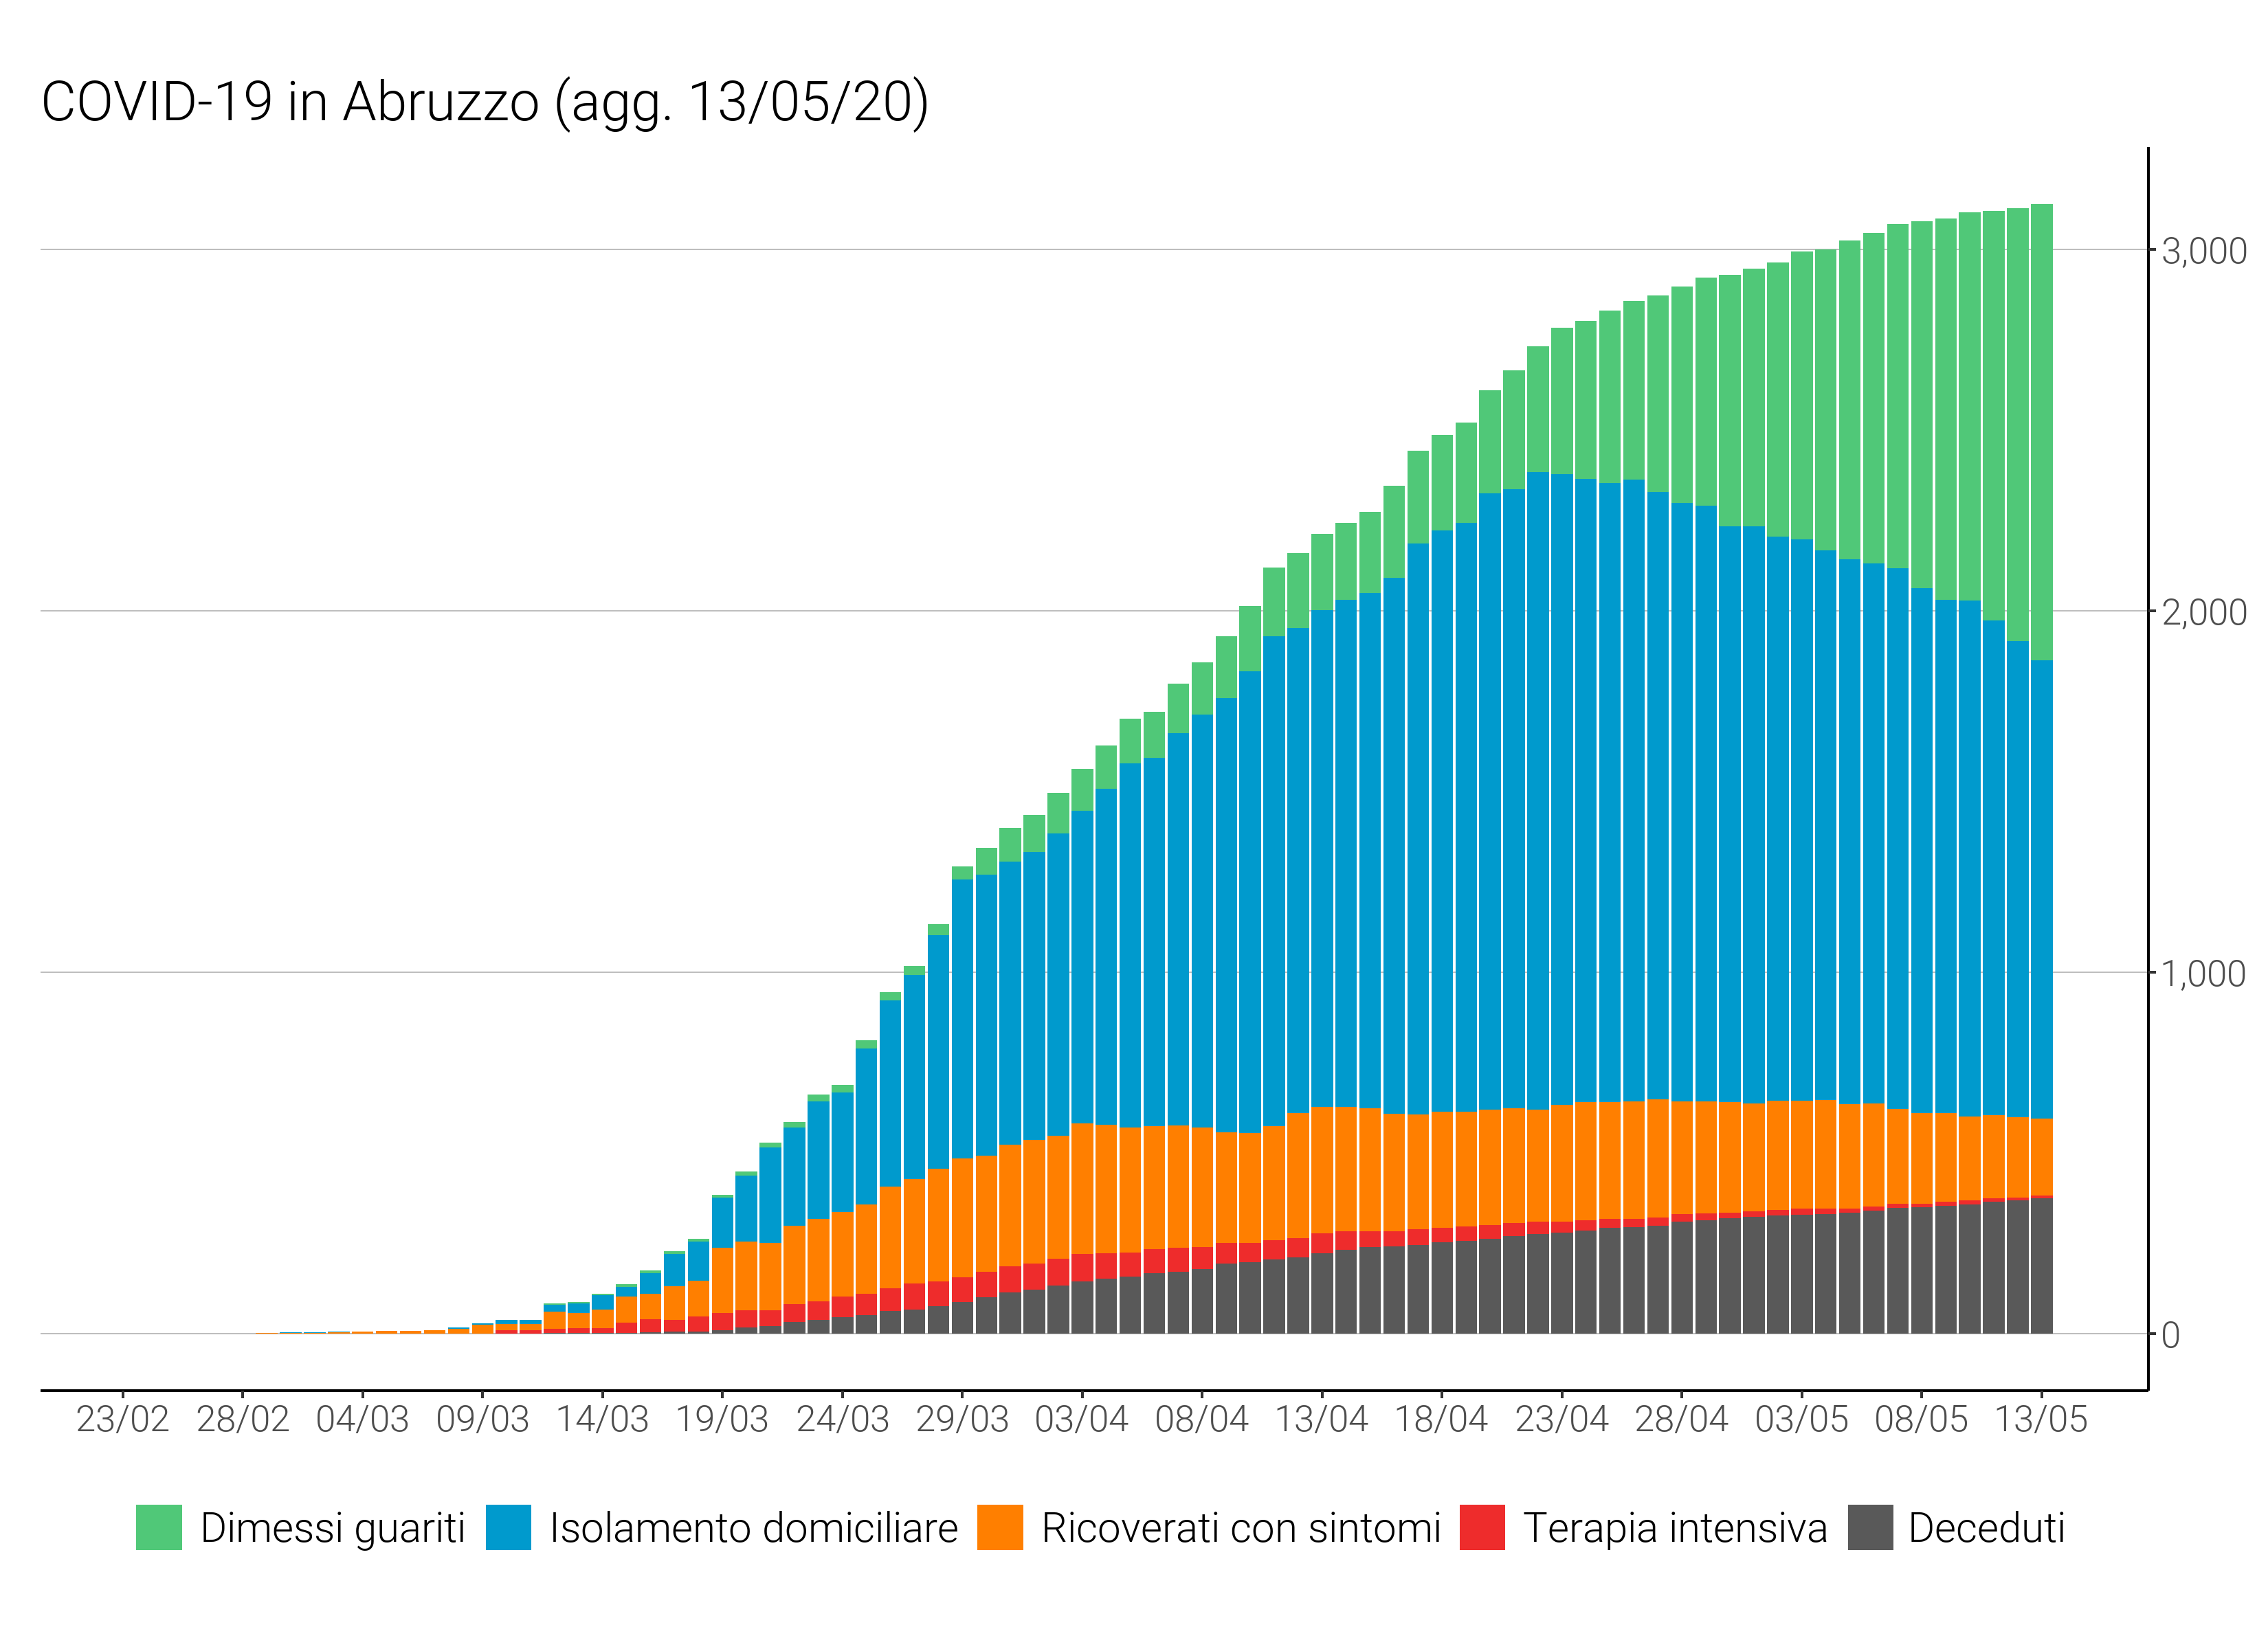 COVID-19 in Abruzzo (agg. 13/05/20)
3,000
2,000
1,000
0
23/02 28/02 04/03 09/03 14/03 19/03 24/03 29/03 03/04 08/04 13/04 18/04 23/04 28/04 03/05 08/05 13/05
Dimessi guariti Isolamento domiciliare Ricoverati con sintomi Terapia intensiva Deceduti